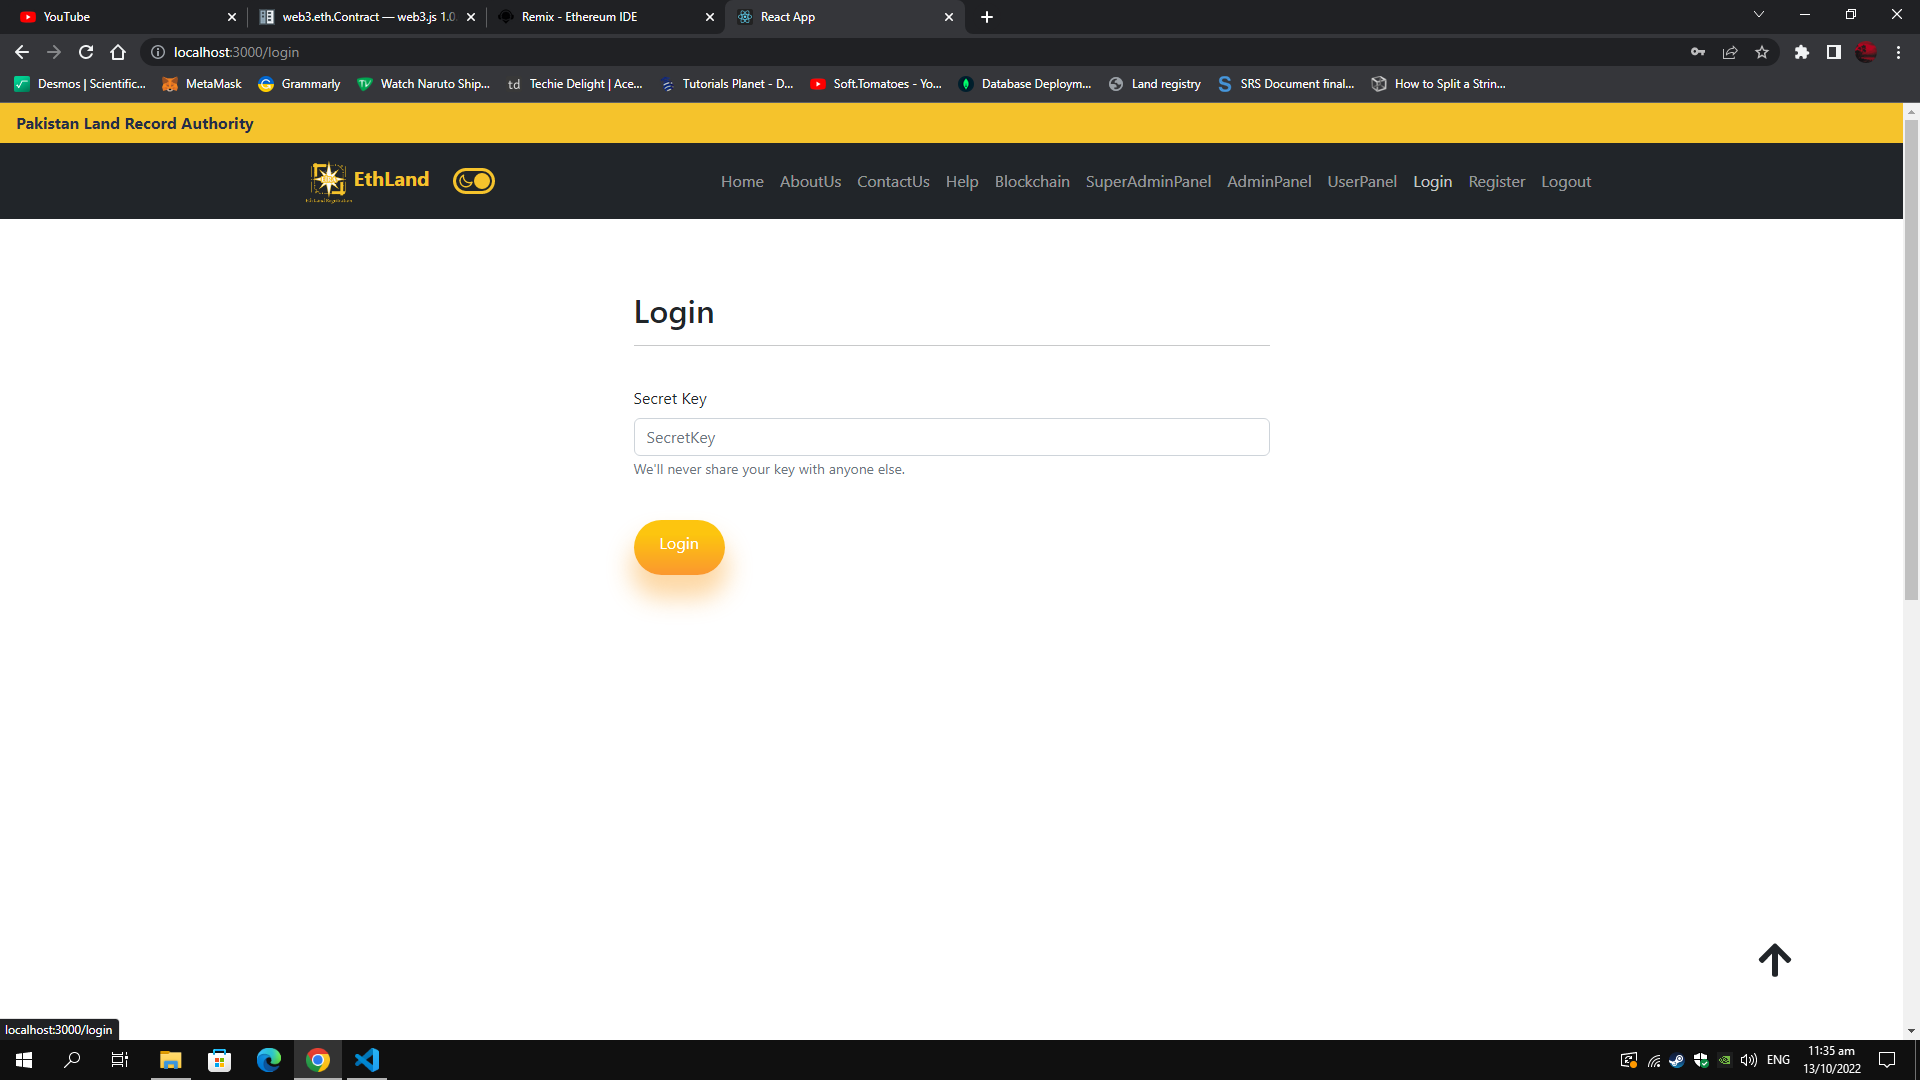 YouTube
web3.eth.Contract — web3.js 1.0.
Remix - Ethereum IDE
React App
localhost:3000/login
Desmos | Scientific...
MetaMask
Grammarly
Watch Naruto Ship...
Techie Delight | Ace...
Tutorials Planet - D...
Soft.Tomatoes - Yo...
Database Deploym...
Land registry
SRS Document final...
How to Split a Strin...
Pakistan Land Record Authority
EthLand
Home
AboutUs
ContactUs
Help
Blockchain
SuperAdminPanel
AdminPanel
UserPanel
Login
Register
Logout
Login
Secret Key
SecretKey
We'll never share your key with anyone else.
Login
localhost:3000/login
ENG
11:35 am
13/10/2022